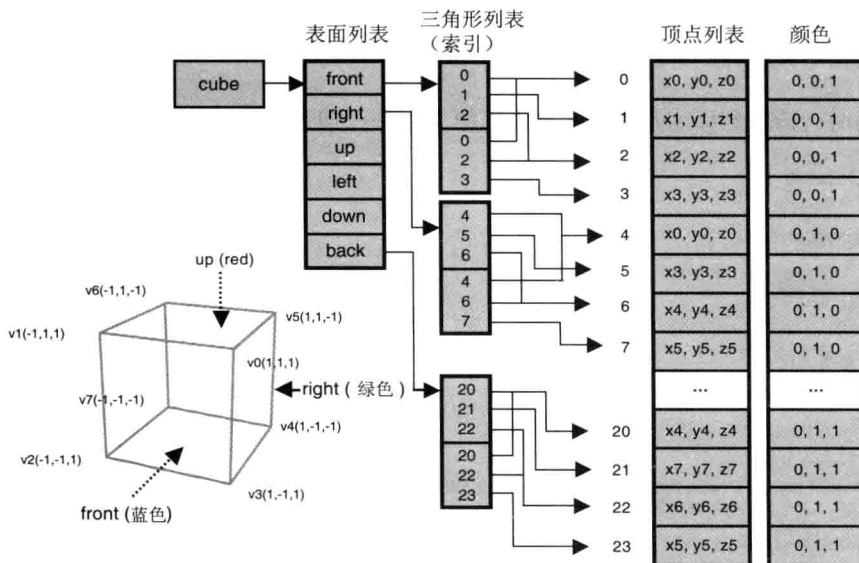 表面列表
三角形列表
（索引）
顶点列表
颜色
cube
front
right
up
left
down
back
0
1
2
0
2
3
4
5
6
4
6
7
20
21
22
20
22
23
0
x0, y0, z0
0, 0, 1
1
x1, y1, z1
0, 0, 1
2
x2, y2, z2
0, 0, 1
3
x3, y3, z3
0, 0, 1
4
x0, y0, z0
0, 1, 0
5
x3, y3, z3
0, 1, 0
6
x4, y4, z4
0, 1, 0
7
x5, y5, z5
0, 1, 0
...
...
20
x4, y4, z4
0, 1, 1
21
x7, y7, z7
0, 1, 1
22
x6, y6, z6
0, 1, 1
23
x5, y5, z5
0, 1, 1
up (red)
v6(-1,1,-1)
v5(1,1,-1)
v1(-1,1,1)
v0(1,1,1)
right ( 绿色 )
v7(-1,-1,-1)
v4(1,-1,-1)
v2(-1,-1,1)
v3(1,-1,1)
front (蓝色)